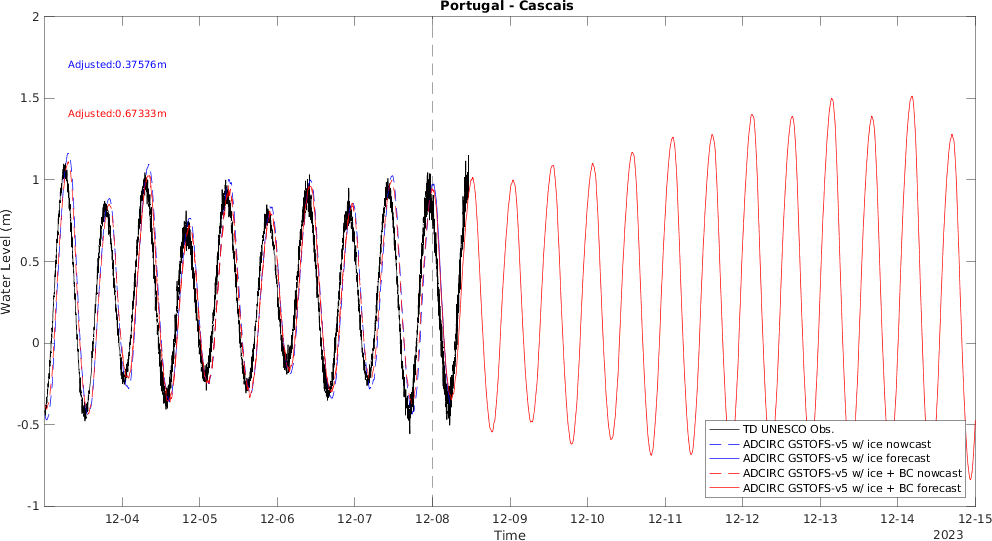 Portugal - Cascais
Adjusted:0.37576m
Adjusted:0.67333m
2
1.5
1
0.5
0
-0.5
-1
Water Level (m)
TD UNESCO Obs.
ADCIRC GSTOFS-v5 w/ ice nowcast
ADCIRC GSTOFS-v5 w/ ice forecast
ADCIRC GSTOFS-v5 w/ ice + BC nowcast
ADCIRC GSTOFS-v5 w/ ice + BC forecast
12-04 12-05 12-06 12-07 12-08 12-09 12-10 12-11 12-12 12-13 12-14 12-15
Time
2023